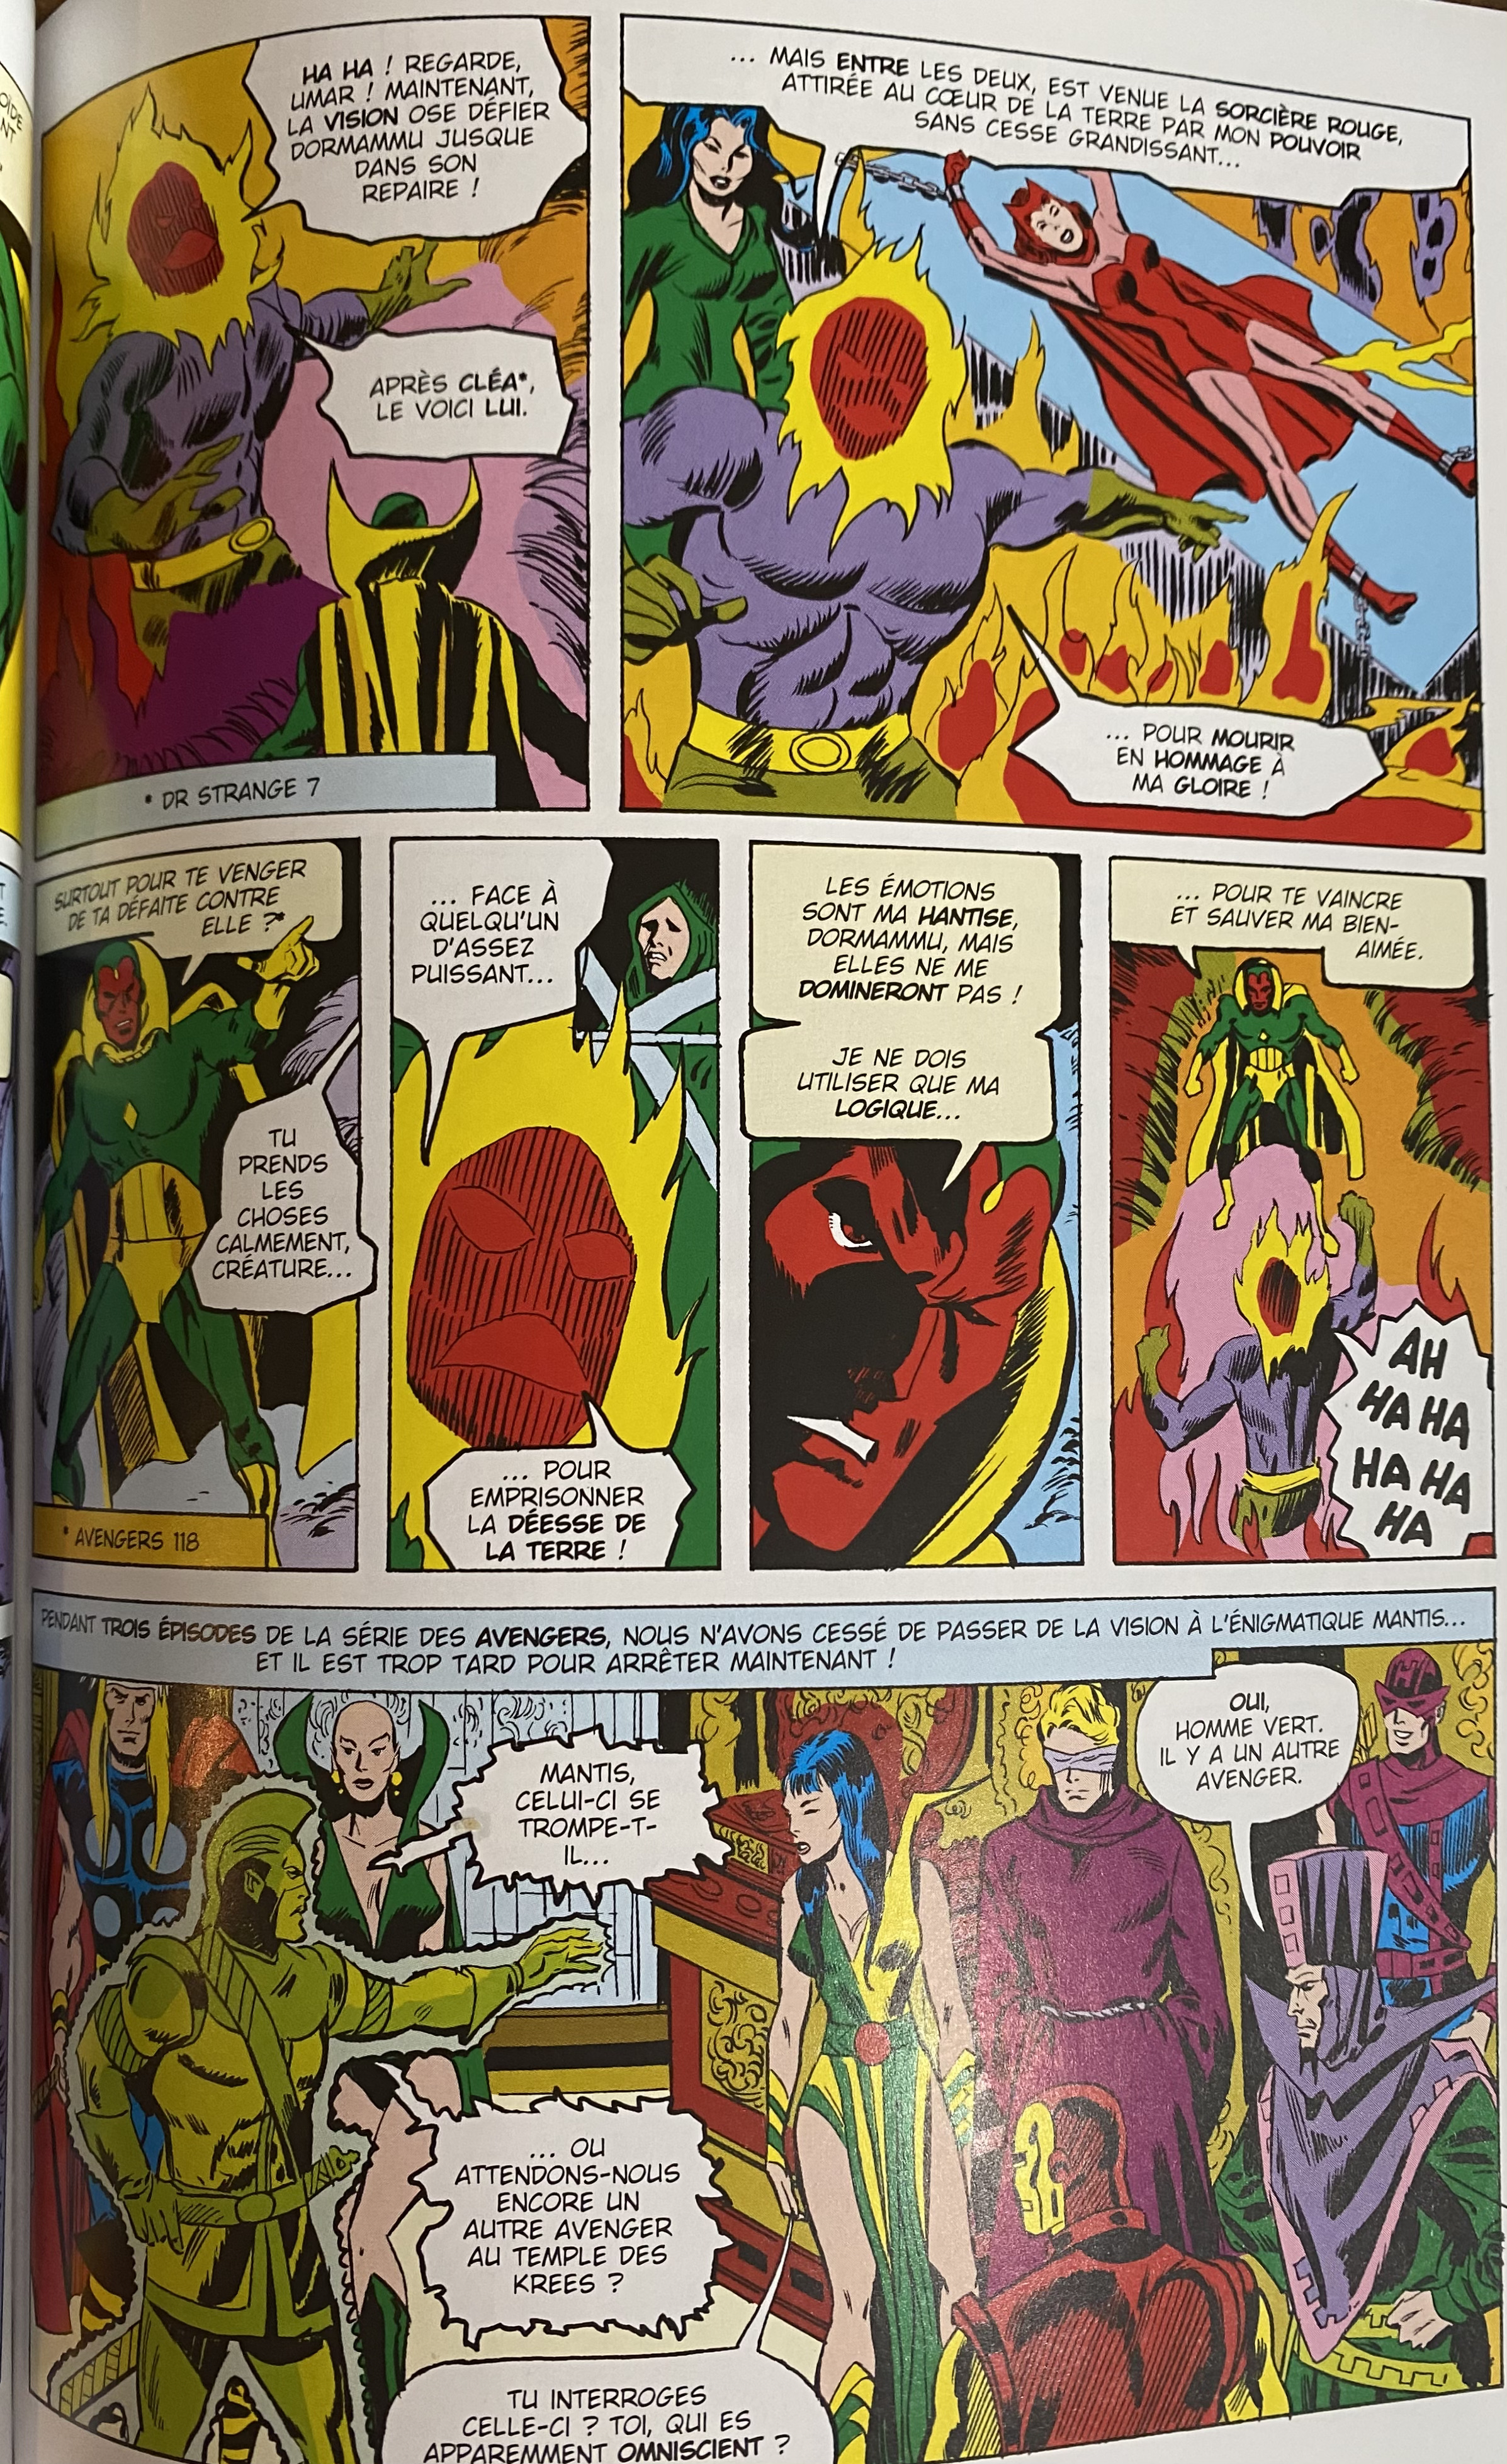 HA HA ! REGARDE,
UMAR ! MAINTENANT,
LA VISION OSE DÉFIER
DORMAMMU JUSQUE
DANS SON
REPAIRE !
APRÈS CLÉA*,
LE VOICI LUI.
* DR STRANGE 7
... MAIS ENTRE LES DEUX, EST VENUE LA SORCIÈRE ROUGE,
ATTIRÉE AU CŒUR DE LA TERRE PAR MON POUVOIR
SANS CESSE GRANDISSANT...
... POUR MOURIR
EN HOMMAGE À
MA GLOIRE !
SURTOUT POUR TE VENGER
DE TA DÉFAITE CONTRE
ELLE ?*
TU
PRENDS
LES
CHOSES
CALMEMENT,
CRÉATURE...
* AVENGERS 118
... FACE À
QUELQU'UN
D'ASSEZ
PUISSANT...
... POUR
EMPRISONNER
LA DÉESSE DE
LA TERRE !
LES ÉMOTIONS
SONT MA HANTISE,
DORMAMMU, MAIS
ELLES NE ME
DOMINERONT PAS !
JE NE DOIS
UTILISER QUE MA
LOGIQUE...
... POUR TE VAINCRE
ET SAUVER MA BIEN-
AIMÉE.
AH
HA HA
HA HA
HA
PENDANT TROIS ÉPISODES DE LA SÉRIE DES AVENGERS, NOUS N'AVONS CESSÉ DE PASSER DE LA VISION À L'ÉNIGMATIQUE MANTIS...
ET IL EST TROP TARD POUR ARRÊTER MAINTENANT !
MANTIS,
CELUI-CI SE
TROMPE-T-
IL...
OUI,
HOMME VERT.
IL Y A UN AUTRE
AVENGER.
... OU
ATTENDONS-NOUS
ENCORE UN
AUTRE AVENGER
AU TEMPLE DES
KREES ?
TU INTERROGES
CELLE-CI ? TOI, QUI ES
APPAREMMENT OMNISCIENT ?